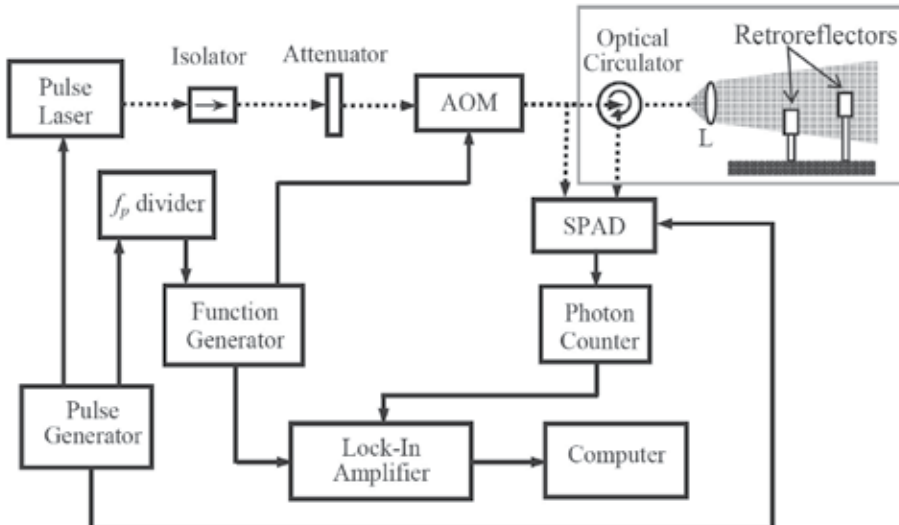 Pulse
Laser
Isolator
Attenuator
AOM
Optical
Circulator
Retroreflectors
L
f_p divider
SPAD
Function
Generator
Photon
Counter
Pulse
Generator
Lock-In
Amplifier
Computer